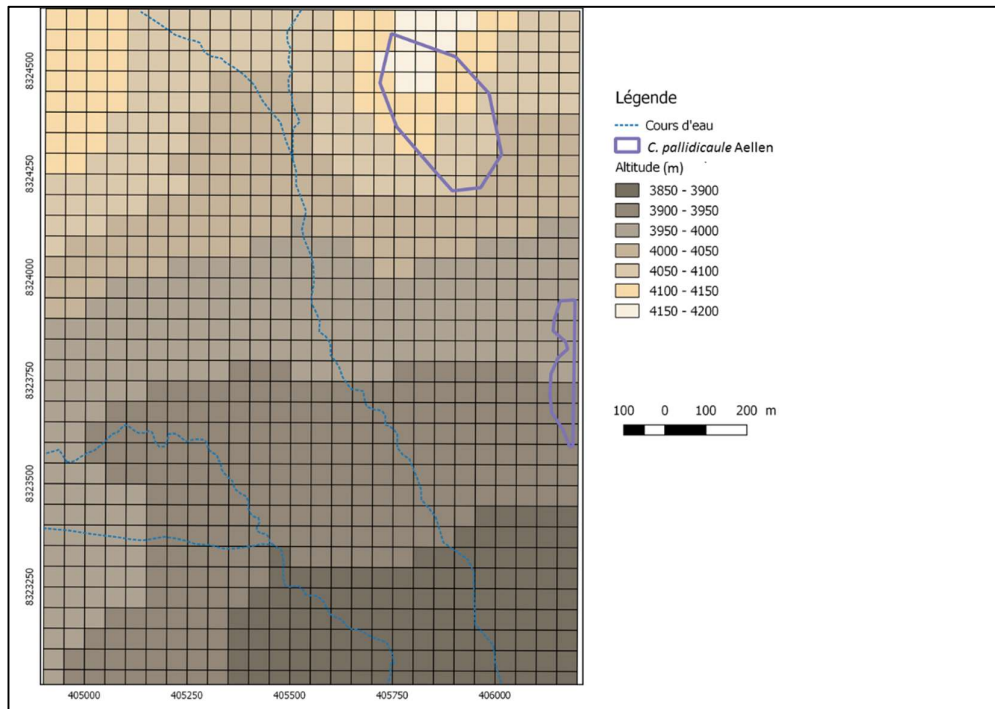 8324500
8324250
8324000
8323750
8323500
8323250
405000 405250 405500 405750 406000
Légende
Cours d'eau
C. pallidicaule Aellen
Altitude (m)
3850 - 3900
3900 - 3950
3950 - 4000
4000 - 4050
4050 - 4100
4100 - 4150
4150 - 4200
100 0 100 200 m